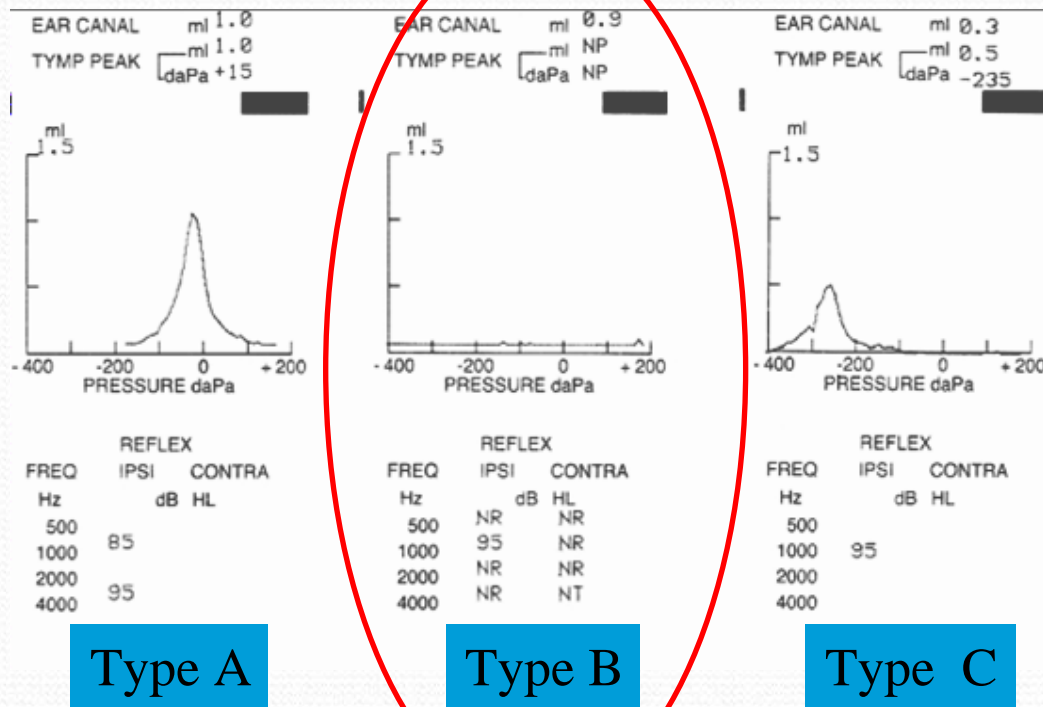 EAR CANAL ml 1.0
TYMP PEAK ml 1.0
daPa +15
ml
1.5
-400 -200 0 +200
PRESSURE daPa
REFLEX
FREQ IPSI CONTRA
Hz dB HL
500
1000 85
2000
4000 95
Type A
EAR CANAL ml 0.9
TYMP PEAK ml NP
daPa NP
ml
1.5
-400 -200 0 +200
PRESSURE daPa
REFLEX
FREQ IPSI CONTRA
Hz dB HL
500 NR NR
1000 95 NR
2000 NR NR
4000 NR NT
Type B
EAR CANAL ml 0.3
TYMP PEAK ml 0.5
daPa -235
ml
1.5
-400 -200 0 +200
PRESSURE daPa
REFLEX
FREQ IPSI CONTRA
Hz dB HL
500
1000 95
2000
4000
Type C